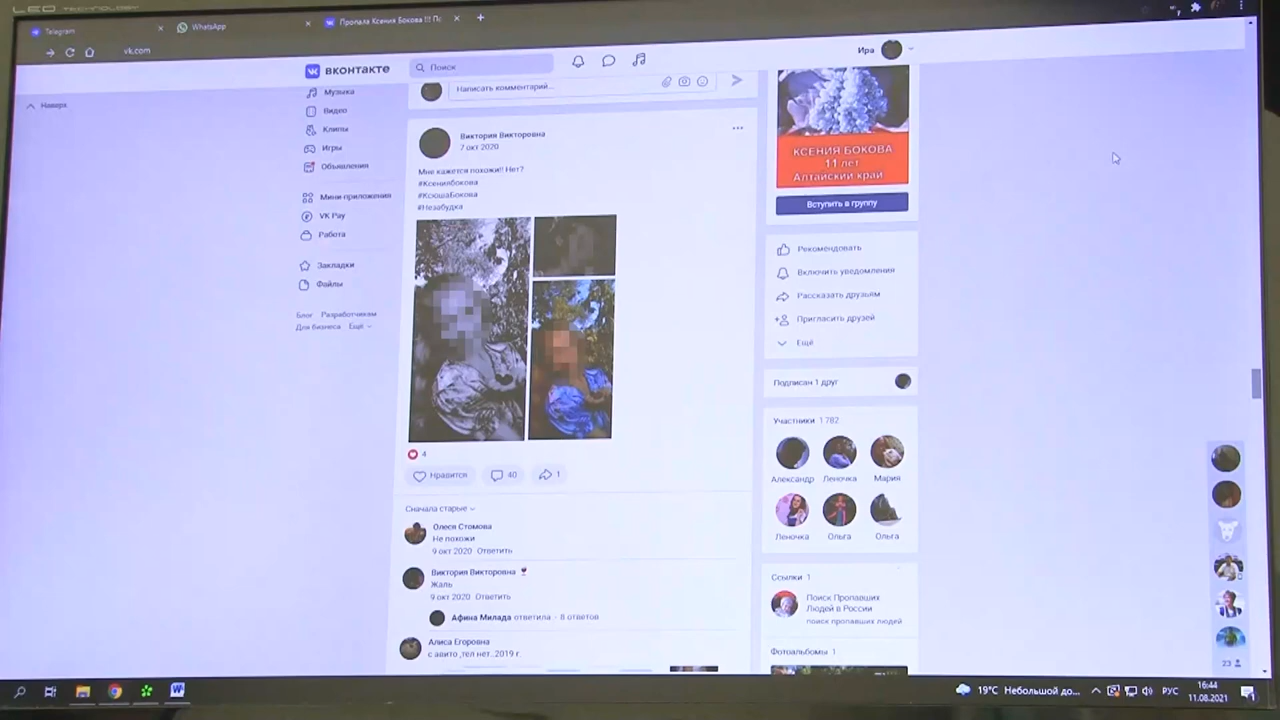 LED TECHNOLOGY
Telegram
WhatsApp
Пропала Ксения Бокова !!! По
vk.com
вконтакте
Поиск
Ира
Наверх
Музыка
Видео
Клипы
Игры
Объявления
Мини приложения
VK Pay
Работа
Закладки
Файлы
Блог Разработчикам
Для бизнеса Ещё
Написать комментарий...
Виктория Викторовна
7 окт 2020
Мне кажется похожи!! Нет?
#Ксениябокова
#КсюшаБокова
#Незабудка
4
Нравится
40
1
Сначала старые
Олеся Стомова
Не похожи
9 окт 2020 Ответить
Виктория Викторовна
Жаль
9 окт 2020 Ответить
Афина Милада ответила · 8 ответов
Алиса Егоровна
с авито ,тел нет..2019 г.
КСЕНИЯ БОКОВА
11 лет
Алтайский край
Вступить в группу
Рекомендовать
Включить уведомления
Рассказать друзьям
Пригласить друзей
Ещё
Подписан 1 друг
Участники 1 782
Александр Леночка Мария
Леночка Ольга Ольга
Ссылки 1
Поиск Пропавших
Людей в России
поиск пропавших людей
Фотоальбомы 1
23
19°C Небольшой до...
РУС
16:44
11.08.2021
1